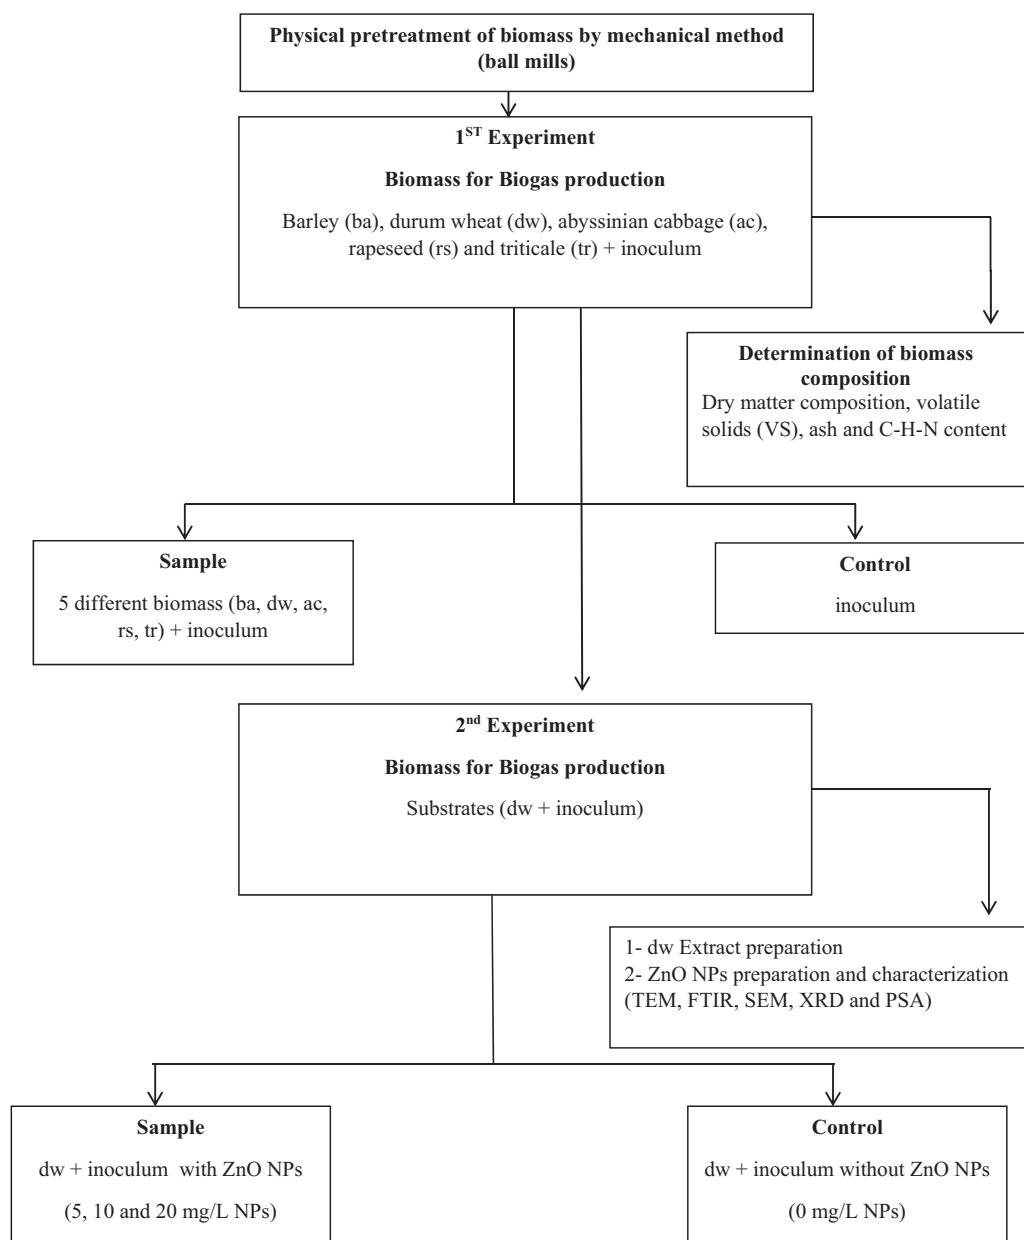 Physical pretreatment of biomass by mechanical method
(ball mills)
1ST Experiment
Biomass for Biogas production
Barley (ba), durum wheat (dw), abyssinian cabbage (ac),
rapeseed (rs) and triticale (tr) + inoculum
Determination of biomass
composition
Dry matter composition, volatile
solids (VS), ash and C-H-N content
Sample
5 different biomass (ba, dw, ac,
rs, tr) + inoculum
Control
inoculum
2nd Experiment
Biomass for Biogas production
Substrates (dw + inoculum)
1- dw Extract preparation
2- ZnO NPs preparation and characterization
(TEM, FTIR, SEM, XRD and PSA)
Sample
dw + inoculum with ZnO NPs
(5, 10 and 20 mg/L NPs)
Control
dw + inoculum without ZnO NPs
(0 mg/L NPs)